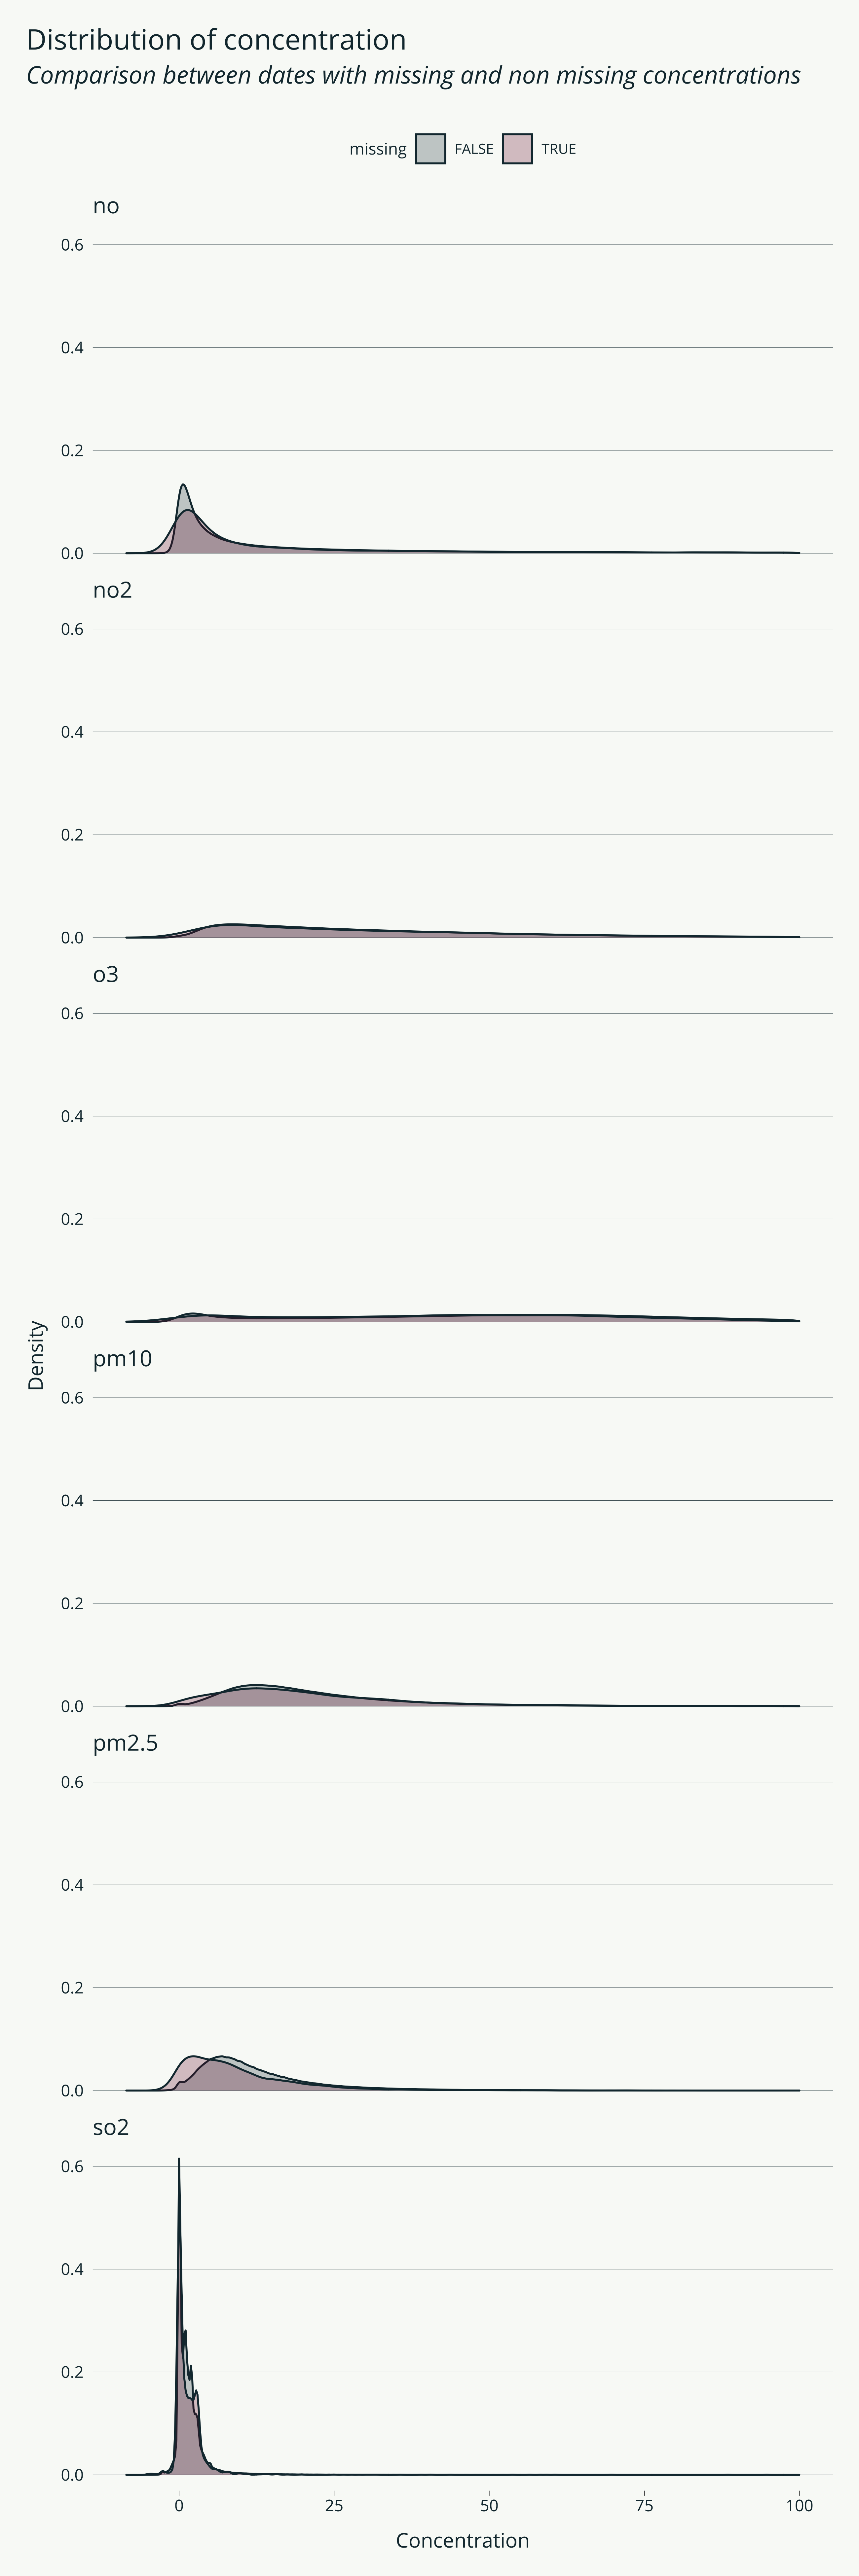 Distribution of concentration
Comparison between dates with missing and non missing concentrations
missing FALSE TRUE
no
0.6
0.4
0.2
0.0
no2
0.6
0.4
0.2
0.0
o3
0.6
0.4
0.2
0.0
Density
pm10
0.6
0.4
0.2
0.0
pm2.5
0.6
0.4
0.2
0.0
so2
0.6
0.4
0.2
0.0
0 25 50 75 100
Concentration